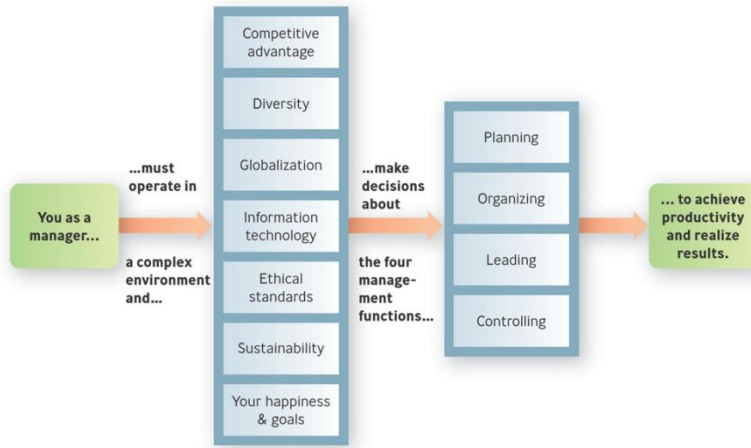 You as a
manager...
...must
operate in
a complex
environment
and...
Competitive
advantage
Diversity
Globalization
Information
technology
Ethical
standards
Sustainability
Your happiness
& goals
...make
decisions
about
the four
manage-
ment
functions...
Planning
Organizing
Leading
Controlling
... to achieve
productivity
and realize
results.